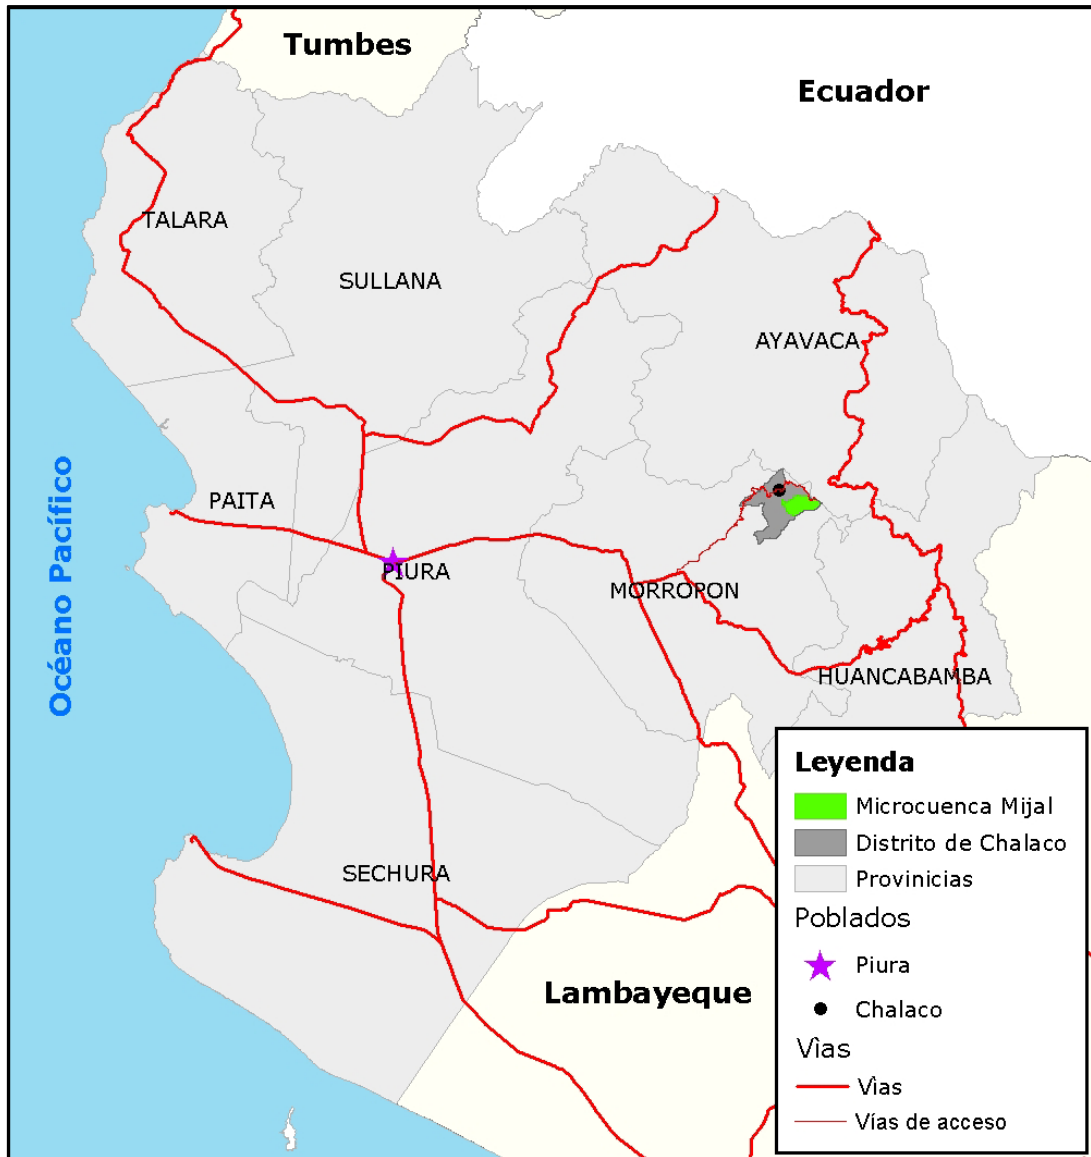 Tumbes
Ecuador
TALARA
SULLANA
AYAVACA
Océano Pacífico
PAITA
PIURA
MORROPON
HUANCABAMBA
SECHURA
Lambayeque
Leyenda
Microcuenca Mijal
Distrito de Chalaco
Provinicias
Poblados
Piura
Chalaco
Vìas
Vìas
Vías de acceso